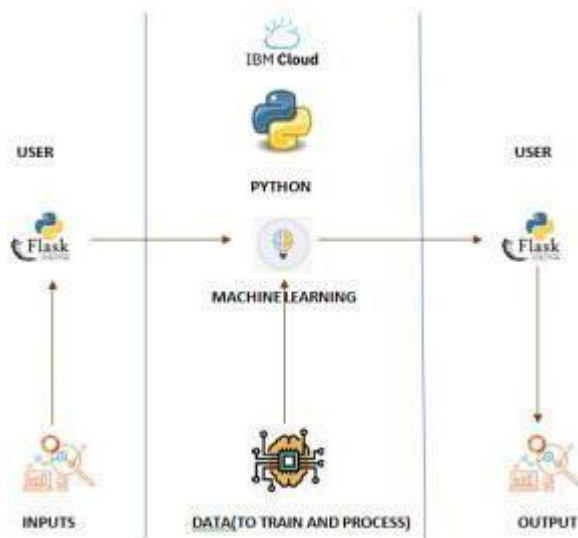 IBM Cloud
USER
USER
PYTHON
Flask
Flask
MACHINE LEARNING
INPUTS
DATA(TO TRAIN AND PROCESS)
OUTPUT